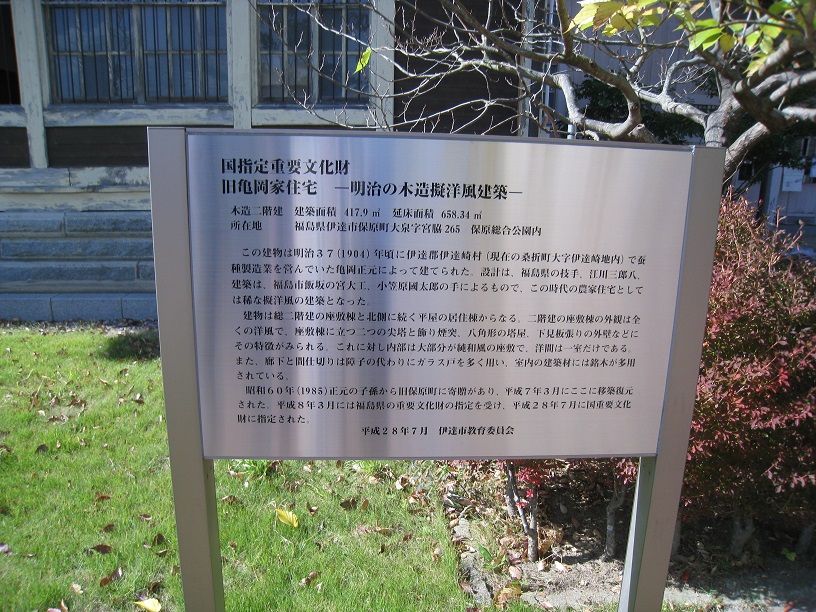 国指定重要文化財
旧亀岡家住宅　―明治の木造擬洋風建築―
木造二階建　建築面積　417.9㎡　延床面積　658.34㎡
所在地　　福島県伊達市保原町大泉字宮脇265　保原総合公園内
この建物は明治37(1904)年頃に伊達郡伊達崎村(現在の桑折町大字伊達崎地内)で蚕
種製造業を営んでいた亀岡正元によって建てられた。設計は、福島県の技手、江川三郎八、
建築は、福島市飯坂の宮大工、小笠原國太郎の手によるもので、この時代の農家住宅として
は稀な擬洋風の建築となった。
建物は総二階建の座敷棟と北側に続く平屋の居住棟からなる。二階建の座敷棟の外観は全
くの洋風で、座敷棟に立つ二つの尖塔と飾り煙突、八角形の塔屋、下見板張りの外壁などに
その特徴がみられる。これに対し内部は大部分が純和風の座敷で、洋間は一室だけである。
また、廊下と間仕切りは障子の代わりにガラス戸を多く用い、室内の建築材には銘木が多用
されている。
昭和60年(1985)正元の子孫から旧保原町に寄贈があり、平成7年3月にここに移築復元
された。平成8年3月には福島県の重要文化財の指定を受け、平成28年7月に国重要文化
財に指定された。
平成28年7月　伊達市教育委員会